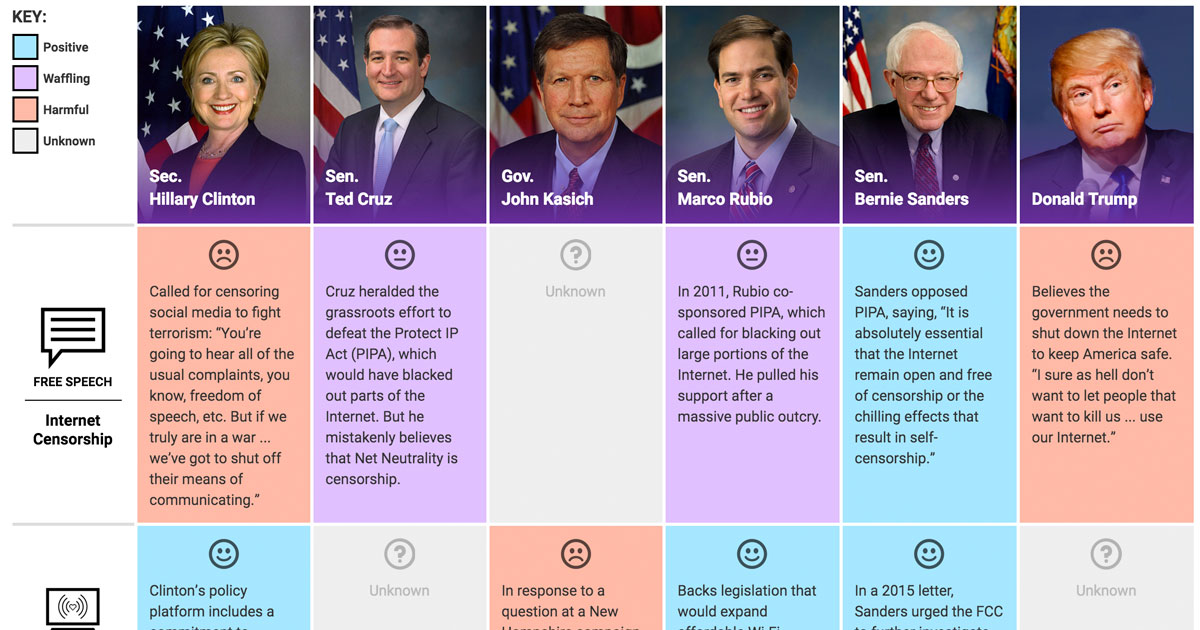 KEY:
Positive
Waffling
Harmful
Unknown
Sec.
Hillary Clinton
Sen.
Ted Cruz
Gov.
John Kasich
Sen.
Marco Rubio
Sen.
Bernie Sanders
Donald Trump
FREE SPEECH
Internet
Censorship
Called for censoring
social media to fight
terrorism: “You’re
going to hear all of the
usual complaints, you
know, freedom of
speech, etc. But if we
truly are in a war ...
we’ve got to shut off
their means of
communicating.”
Cruz heralded the
grassroots effort to
defeat the Protect IP
Act (PIPA), which
would have blacked
out parts of the
Internet. But he
mistakenly believes
that Net Neutrality is
censorship.
?
Unknown
In 2011, Rubio co-
sponsored PIPA, which
called for blacking out
large portions of the
Internet. He pulled his
support after a
massive public outcry.
Sanders opposed
PIPA, saying, “It is
absolutely essential
that the Internet
remain open and free
of censorship or the
chilling effects that
result in self-
censorship.”
Believes the
government needs to
shut down the Internet
to keep America safe.
“I sure as hell don’t
want to let people that
want to kill us ... use
our Internet.”
Clinton’s policy
platform includes a
commitment to
?
Unknown
In response to a
question at a New
Hampshire campaign
Backs legislation that
would expand
affordable Wi-Fi
In a 2015 letter,
Sanders urged the FCC
to further investigate
?
Unknown